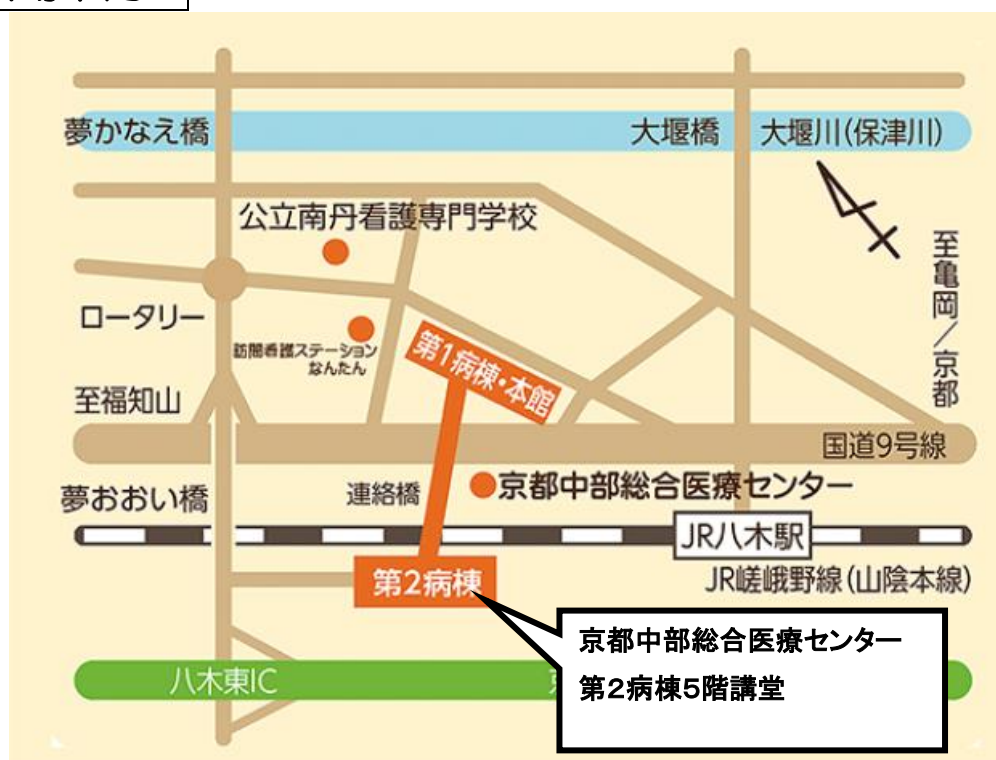 夢かなえ橋
大堰橋
大堰川(保津川)
公立南丹看護専門学校
至亀岡/京都
ロータリー
訪問看護ステーション
なんたん
第1病棟・本館
至福知山
国道9号線
京都中部総合医療センター
連絡橋
夢おおい橋
JR八木駅
第2病棟
JR嵯峨野線(山陰本線)
京都中部総合医療センター
第2病棟5階講堂
八木東IC